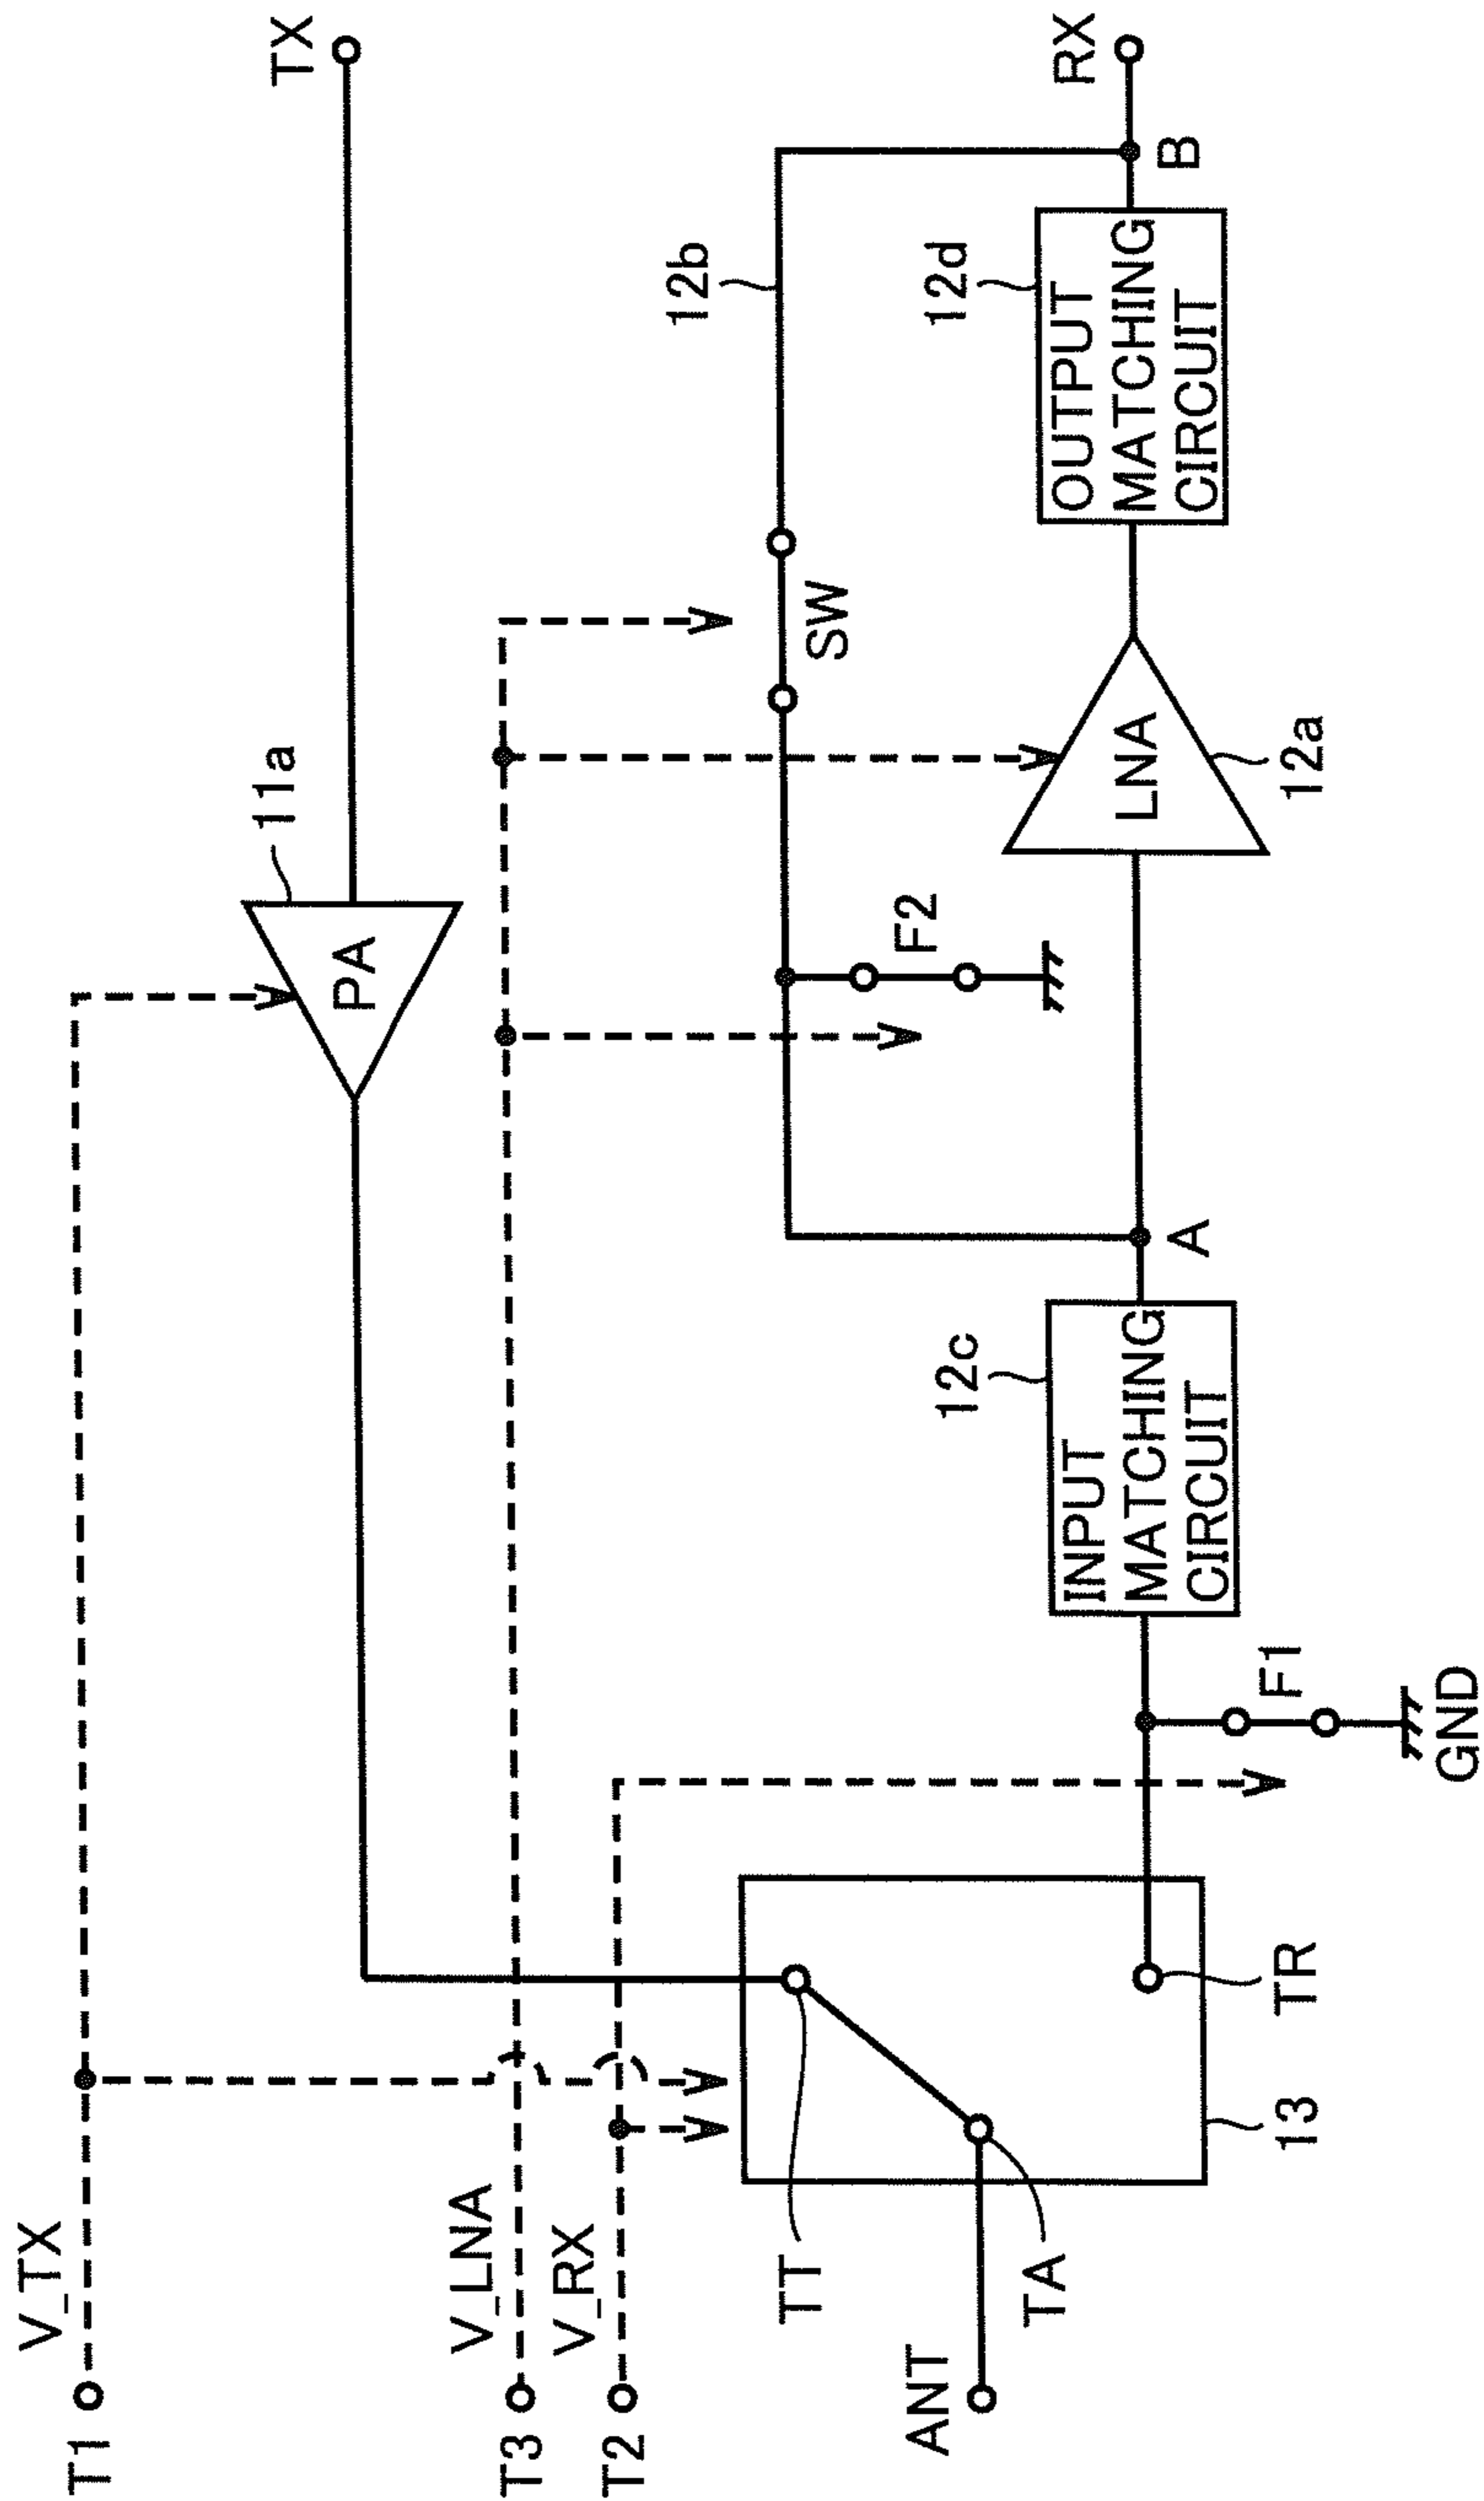 T1
V_TX
T3
V_LNA
T2
V_RX
ANT
TT
TA
TR
13
GND
F1
INPUT
MATCHING
CIRCUIT
12c
A
PA
11a
F2
LNA
12a
SW
OUTPUT
MATCHING
CIRCUIT
12d
12b
B
TX
RX